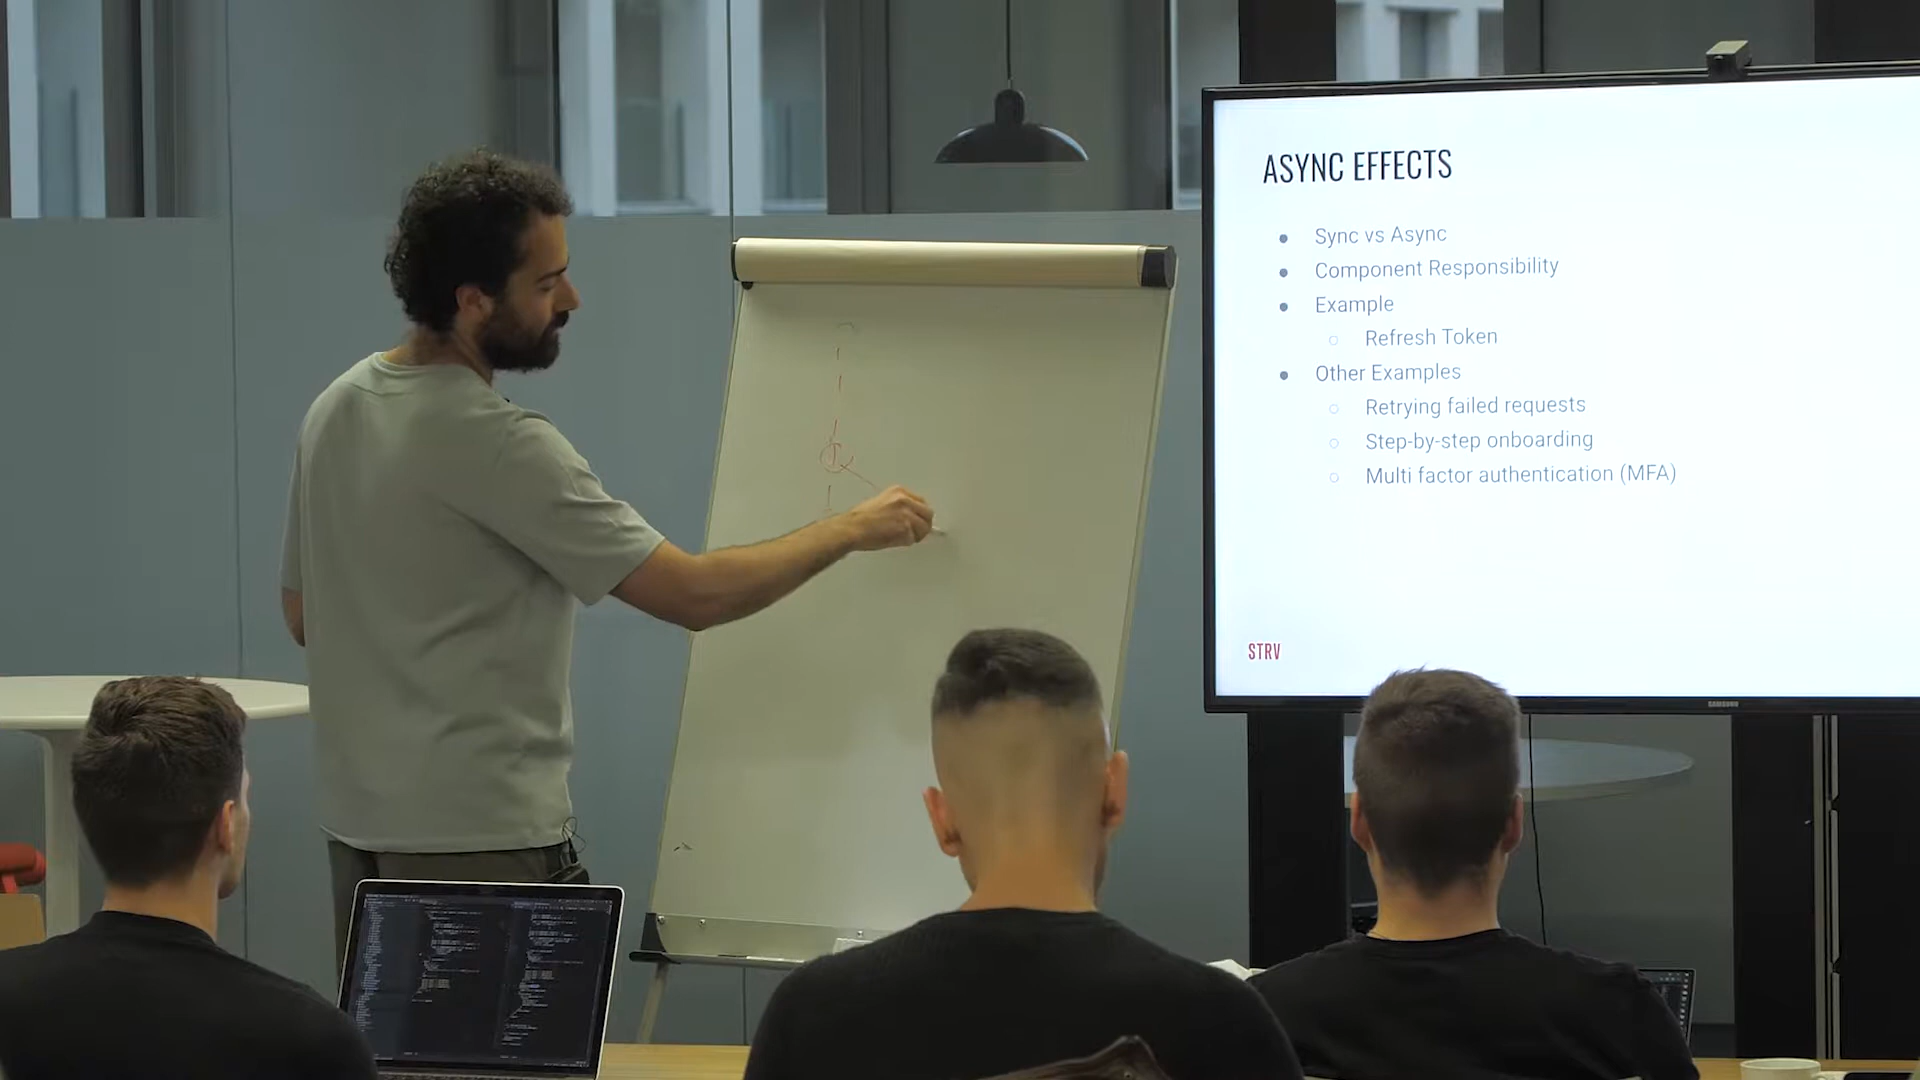 ASYNC EFFECTS
Sync vs Async
Component Responsibility
Example
Refresh Token
Other Examples
Retrying failed requests
Step-by-step onboarding
Multi factor authentication (MFA)
STRV
SAMSUNG